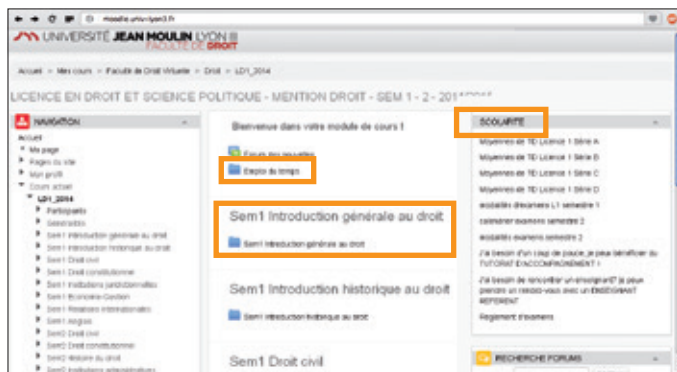 moodle.univ-lyon3.fr
UNIVERSITÉ JEAN MOULIN LYON III
FACULTÉ DE DROIT
Accueil > Mes cours > Faculté de Droit Virtuelle > Droit > LD1_2014
LICENCE EN DROIT ET SCIENCE POLITIQUE - MENTION DROIT - SEM 1 - 2 -
NAVIGATION
Accueil
Ma page
Pages du site
Mon profil
Cours actuel
LD1_2014
Participants
Généralités
Sem1 Introduction générale au droit
Sem1 Introduction historique au droit
Sem1 Droit civil
Sem1 Droit constitutionnel
Sem1 Institutions juridictionnelles
Sem1 Economie-Gestion
Sem1 Relations internationales
Sem1 Anglais
Sem2 Droit civil
Sem2 Droit constitutionnel
Sem2 Histoire du droit
Sem2 Institutions administratives
Bienvenue dans votre module de cours !
Forum des nouvelles
Emploi du temps
Sem1 Introduction générale au droit
Sem1 Introduction générale au droit
Sem1 Introduction historique au droit
Sem1 Introduction historique au droit
Sem1 Droit civil
SCOLARITE
Moyennes de TD Licence 1 Série A
Moyennes de TD Licence 1 Série B
Moyennes de TD Licence 1 Série C
Moyennes de TD Licence 1 Série D
modalités d'examens L1 semestre 1
calendrier examens semestre 2
modalités examens semestre 2
J'ai besoin d'un coup de pouce, je peux bénéficier du
TUTORAT D'ACCOMPAGNEMENT !
J'ai besoin de rencontrer un enseignant? je peux
prendre un rendez-vous avec un ENSEIGNANT
REFERENT
Règlement d'examens
RECHERCHE FORUMS